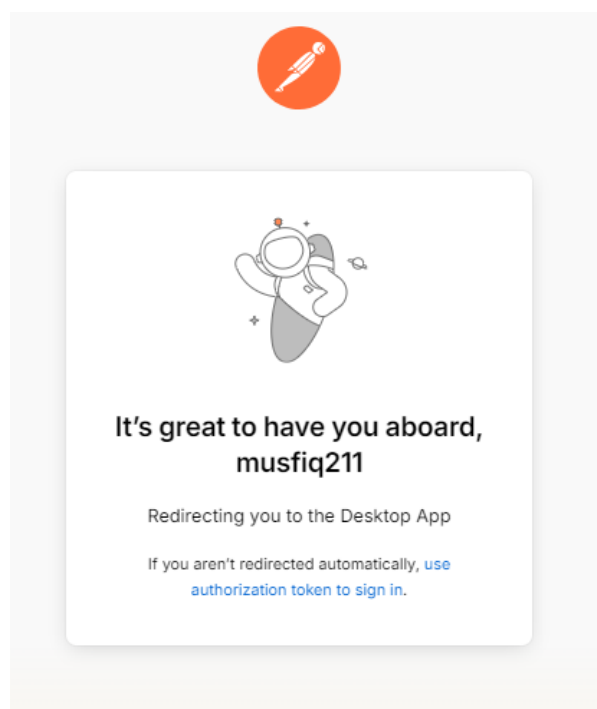 It's great to have you aboard,
musfiq211
Redirecting you to the Desktop App
If you aren't redirected automatically, use
authorization token to sign in.